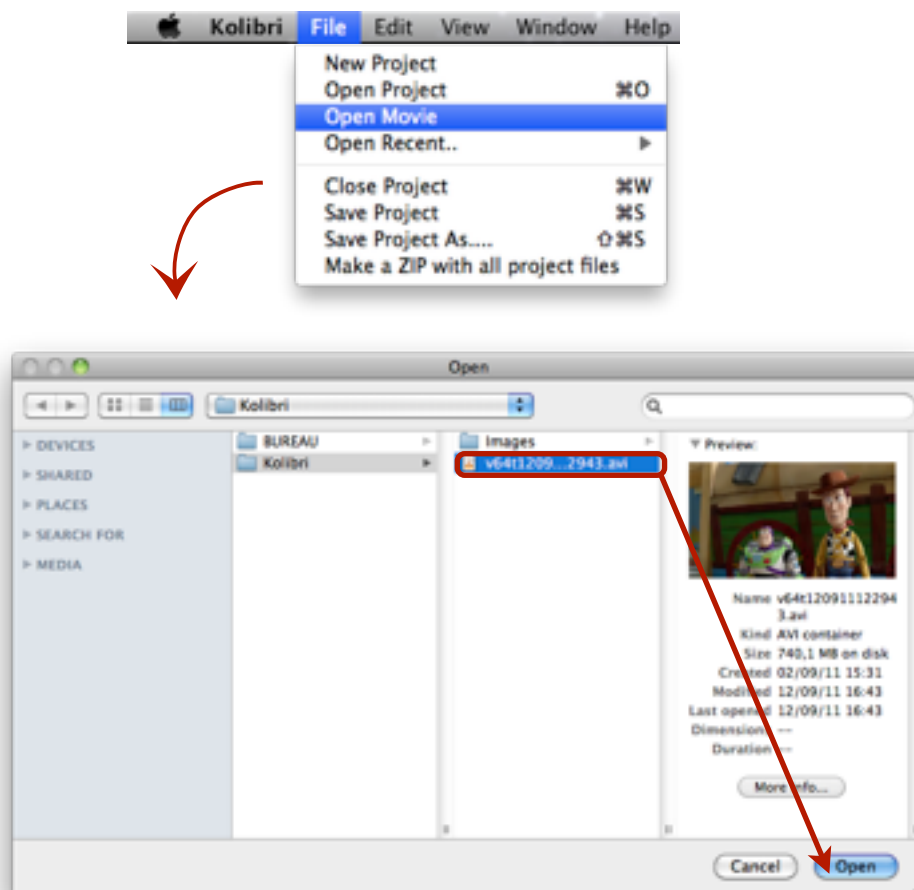 Kolibri File Edit View Window Help
New Project
Open Project ⌘O
Open Movie
Open Recent..
Close Project ⌘W
Save Project ⌘S
Save Project As.... ⇧⌘S
Make a ZIP with all project files
Open
Kolibri
DEVICES
SHARED
PLACES
SEARCH FOR
MEDIA
BUREAU
Kolibri
Images
v64t1209...2943.avi
Preview:
Name v64t12091112294
3.avi
Kind AVI container
Size 740,1 MB on disk
Created 02/09/11 15:31
Modified 12/09/11 16:43
Last opened 12/09/11 16:43
Dimensions --
Duration --
More info...
Cancel Open